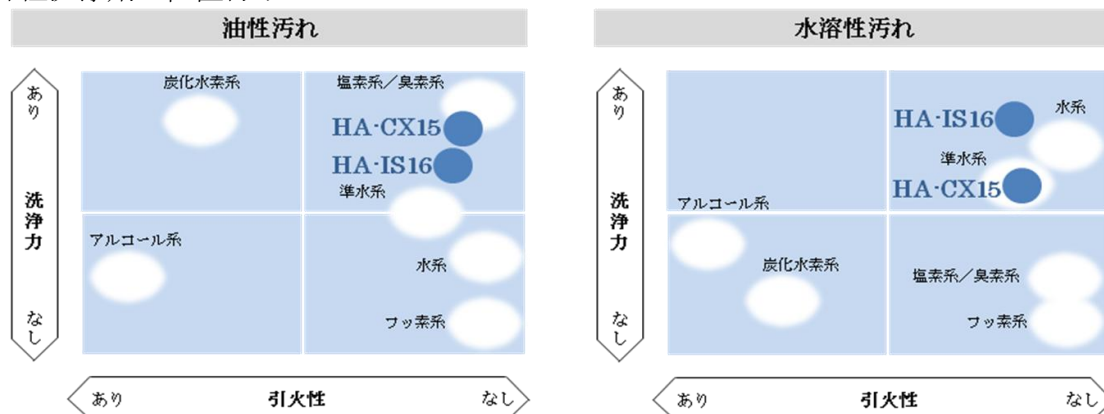 油性汚れ
あり
洗浄力
なし
炭化水素系
塩素系／臭素系
HA-CX15
HA-IS16
準水系
アルコール系
水系
フッ素系
あり
引火性
なし
水溶性汚れ
あり
洗浄力
なし
HA-IS16
水系
準水系
HA-CX15
アルコール系
炭化水素系
塩素系／臭素系
フッ素系
あり
引火性
なし